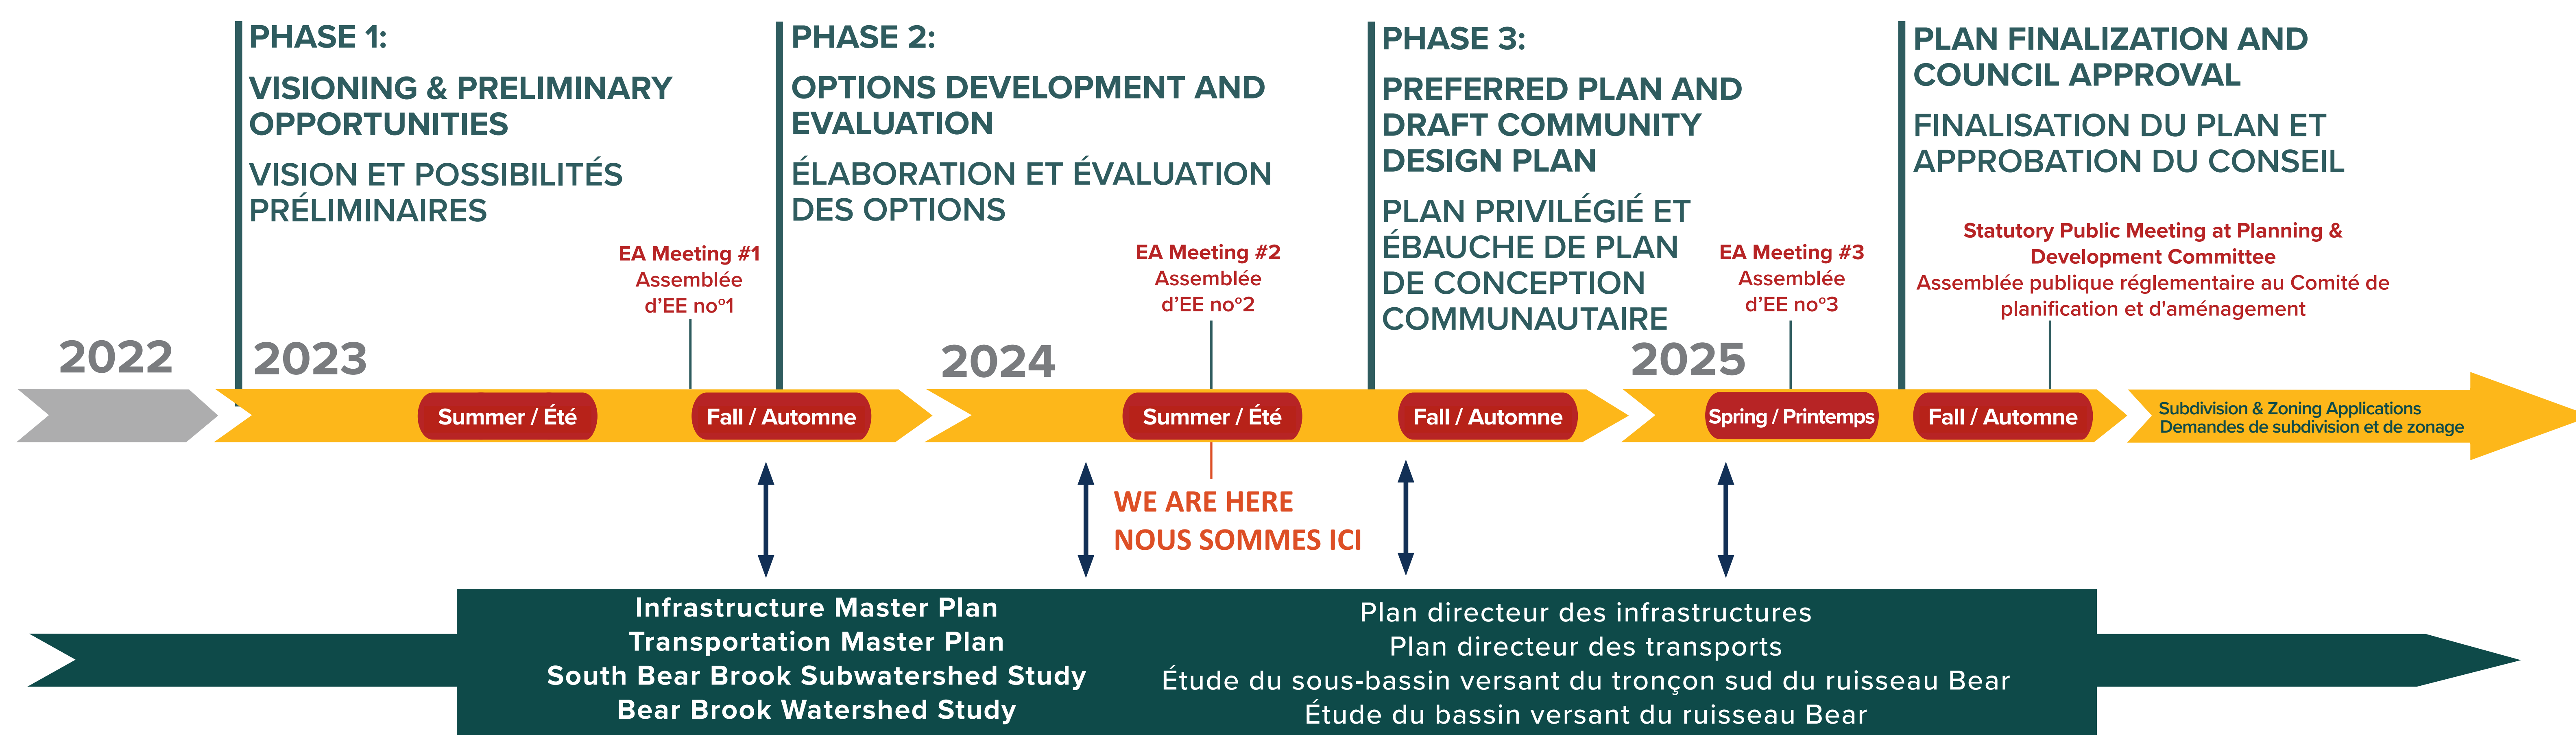 PHASE 1:
VISIONING & PRELIMINARY
OPPORTUNITIES
VISION ET POSSIBILITÉS
PRÉLIMINAIRES
PHASE 2:
OPTIONS DEVELOPMENT AND
EVALUATION
ÉLABORATION ET ÉVALUATION
DES OPTIONS
PHASE 3:
PREFERRED PLAN AND
DRAFT COMMUNITY
DESIGN PLAN
PLAN PRIVILÉGIÉ ET
ÉBAUCHE DE PLAN
DE CONCEPTION
COMMUNAUTAIRE
PLAN FINALIZATION AND
COUNCIL APPROVAL
FINALISATION DU PLAN ET
APPROBATION DU CONSEIL
EA Meeting #1
Assemblée
d’EE noº1
EA Meeting #2
Assemblée
d’EE noº2
EA Meeting #3
Assemblée
d’EE noº3
Statutory Public Meeting at Planning &
Development Committee
Assemblée publique réglementaire au Comité de
planification et d'aménagement
2022
2023
2024
2025
Summer / Été
Fall / Automne
Summer / Été
Fall / Automne
Spring / Printemps
Fall / Automne
Subdivision & Zoning Applications
Demandes de subdivision et de zonage
WE ARE HERE
NOUS SOMMES ICI
Infrastructure Master Plan
Transportation Master Plan
South Bear Brook Subwatershed Study
Bear Brook Watershed Study
Plan directeur des infrastructures
Plan directeur des transports
Étude du sous-bassin versant du tronçon sud du ruisseau Bear
Étude du bassin versant du ruisseau Bear